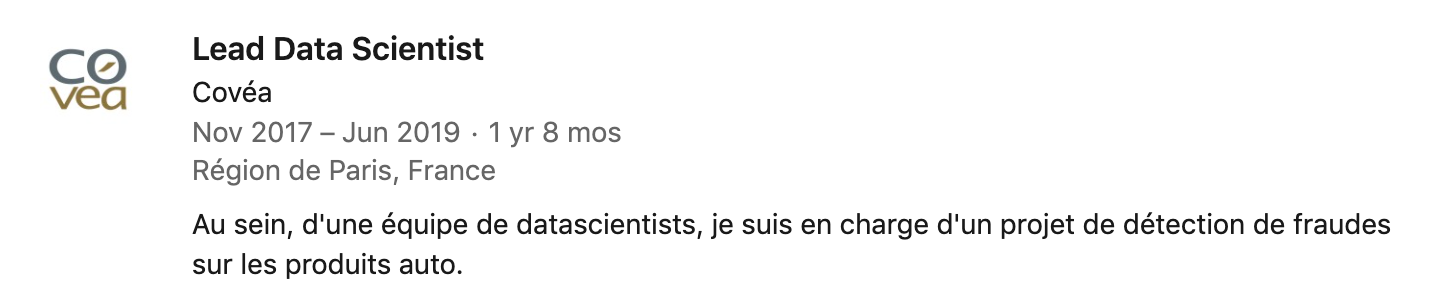 covea
Lead Data Scientist
Covéa
Nov 2017 – Jun 2019 · 1 yr 8 mos
Région de Paris, France
Au sein, d'une équipe de datascientists, je suis en charge d'un projet de détection de fraudes
sur les produits auto.